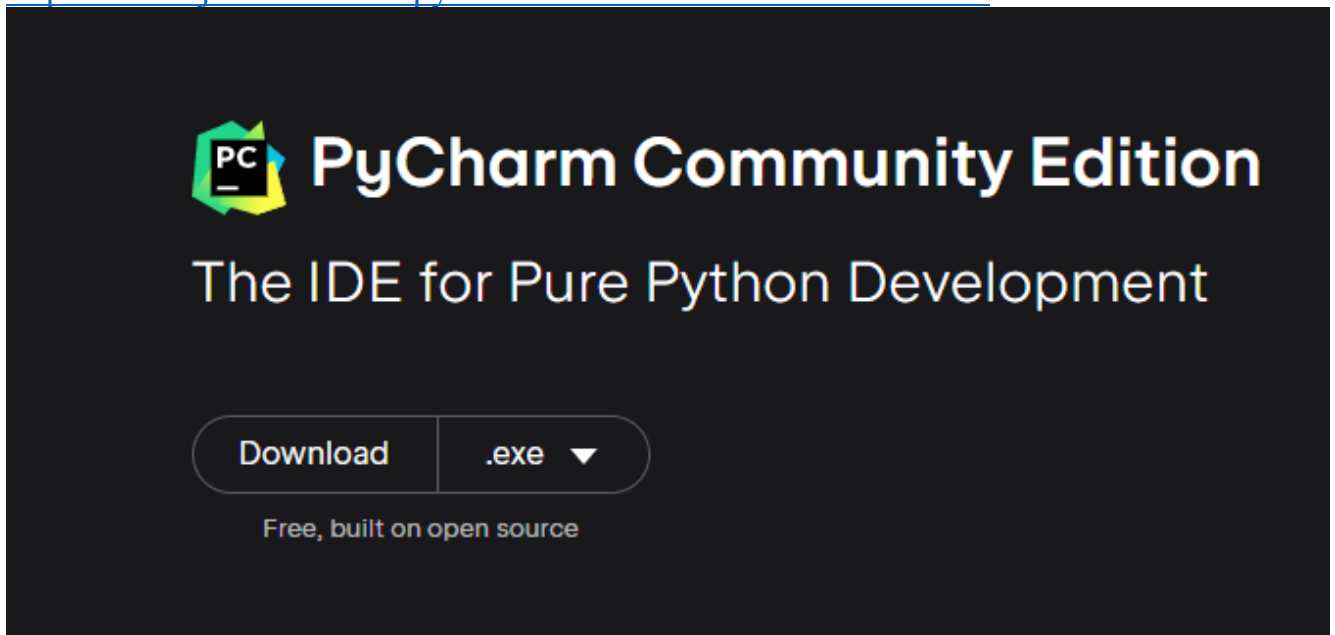 PC
PyCharm Community Edition
The IDE for Pure Python Development
Download
.exe
Free, built on open source